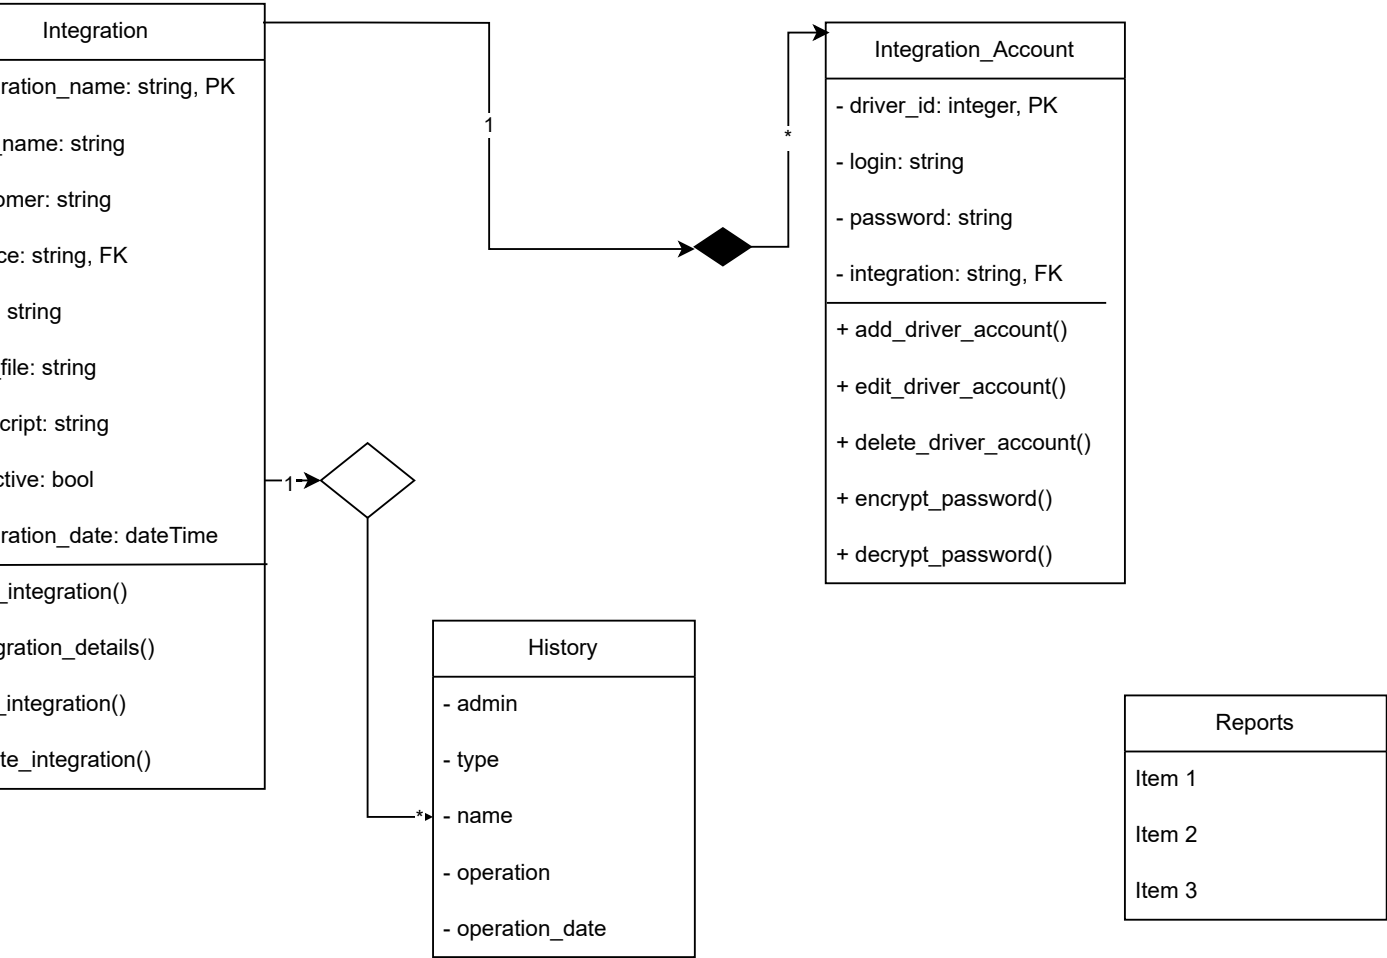 Integration
ration_name: string, PK
_name: string
omer: string
ce: string, FK
string
_file: string
cript: string
ctive: bool
ration_date: dateTime
_integration()
gration_details()
_integration()
te_integration()
1
*
1
*
Integration_Account
- driver_id: integer, PK
- login: string
- password: string
- integration: string, FK
+ add_driver_account()
+ edit_driver_account()
+ delete_driver_account()
+ encrypt_password()
+ decrypt_password()
History
- admin
- type
- name
- operation
- operation_date
Reports
Item 1
Item 2
Item 3